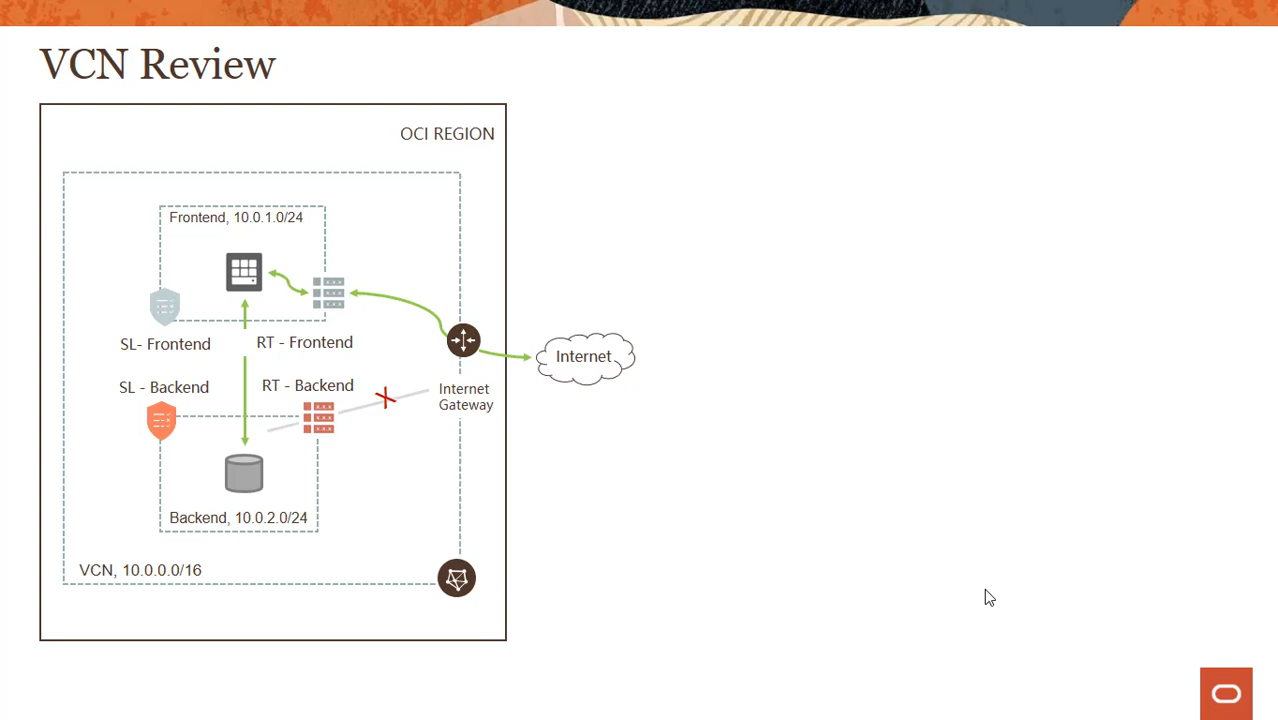 VCN Review
OCI REGION
Frontend, 10.0.1.0/24
SL- Frontend
RT - Frontend
Internet
SL - Backend
RT - Backend
Internet
Gateway
Backend, 10.0.2.0/24
VCN, 10.0.0.0/16